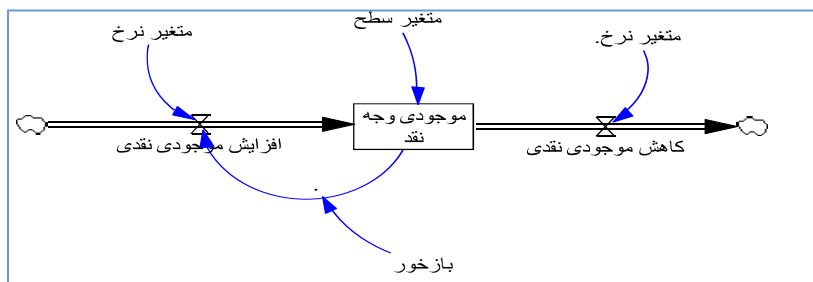 متغیر سطح
متغیر نرخ
متغیر نرخ.
موجودی وجه
نقد
افزایش موجودی نقدی
کاهش موجودی نقدی
.
بازخور